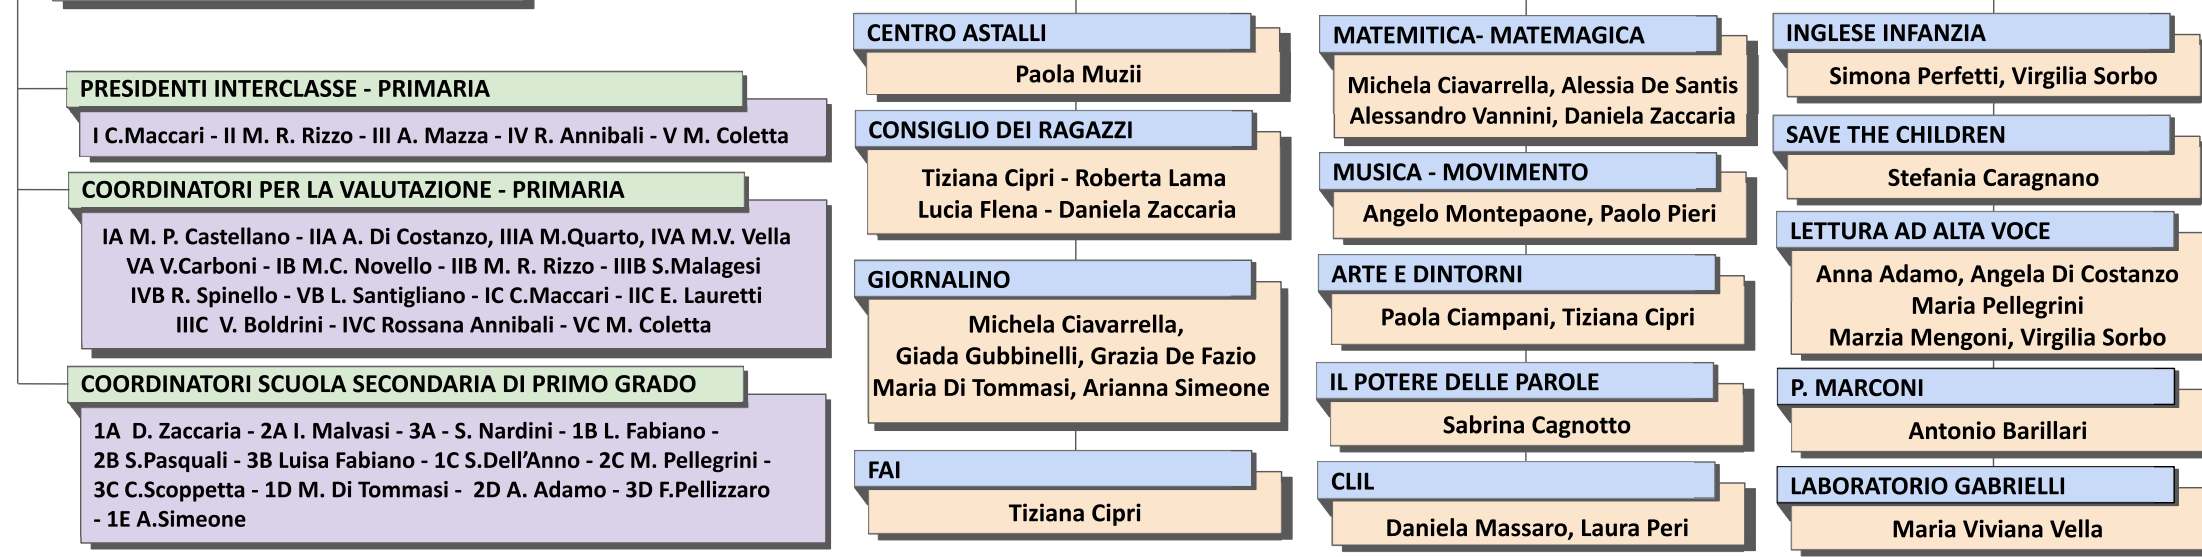 PRESIDENTI INTERCLASSE - PRIMARIA
I C.Maccari - II M. R. Rizzo - III A. Mazza - IV R. Annibali - V M. Coletta
COORDINATORI PER LA VALUTAZIONE - PRIMARIA
IA M. P. Castellano - IIA A. Di Costanzo, IIIA M.Quarto, IVA M.V. Vella
VA V.Carboni - IB M.C. Novello - IIB M. R. Rizzo - IIIB S.Malagesi
IVB R. Spinello - VB L. Santigliano - IC C.Maccari - IIC E. Lauretti
IIIC  V. Boldrini - IVC Rossana Annibali - VC M. Coletta
COORDINATORI SCUOLA SECONDARIA DI PRIMO GRADO
1A  D. Zaccaria - 2A I. Malvasi - 3A - S. Nardini - 1B L. Fabiano -
2B S.Pasquali - 3B Luisa Fabiano - 1C S.Dell'Anno - 2C M. Pellegrini -
3C C.Scoppetta - 1D M. Di Tommasi -  2D A. Adamo - 3D F.Pellizzaro
- 1E A.Simeone
CENTRO ASTALLI
Paola Muzii
CONSIGLIO DEI RAGAZZI
Tiziana Cipri - Roberta Lama
Lucia Flena - Daniela Zaccaria
GIORNALINO
Michela Ciavarrella,
Giada Gubbinelli, Grazia De Fazio
Maria Di Tommasi, Arianna Simeone
FAI
Tiziana Cipri
MATEMITICA- MATEMAGICA
Michela Ciavarrella, Alessia De Santis
Alessandro Vannini, Daniela Zaccaria
MUSICA - MOVIMENTO
Angelo Montepaone, Paolo Pieri
ARTE E DINTORNI
Paola Ciampani, Tiziana Cipri
IL POTERE DELLE PAROLE
Sabrina Cagnotto
CLIL
Daniela Massaro, Laura Peri
INGLESE INFANZIA
Simona Perfetti, Virgilia Sorbo
SAVE THE CHILDREN
Stefania Caragnano
LETTURA AD ALTA VOCE
Anna Adamo, Angela Di Costanzo
Maria Pellegrini
Marzia Mengoni, Virgilia Sorbo
P. MARCONI
Antonio Barillari
LABORATORIO GABRIELLI
Maria Viviana Vella